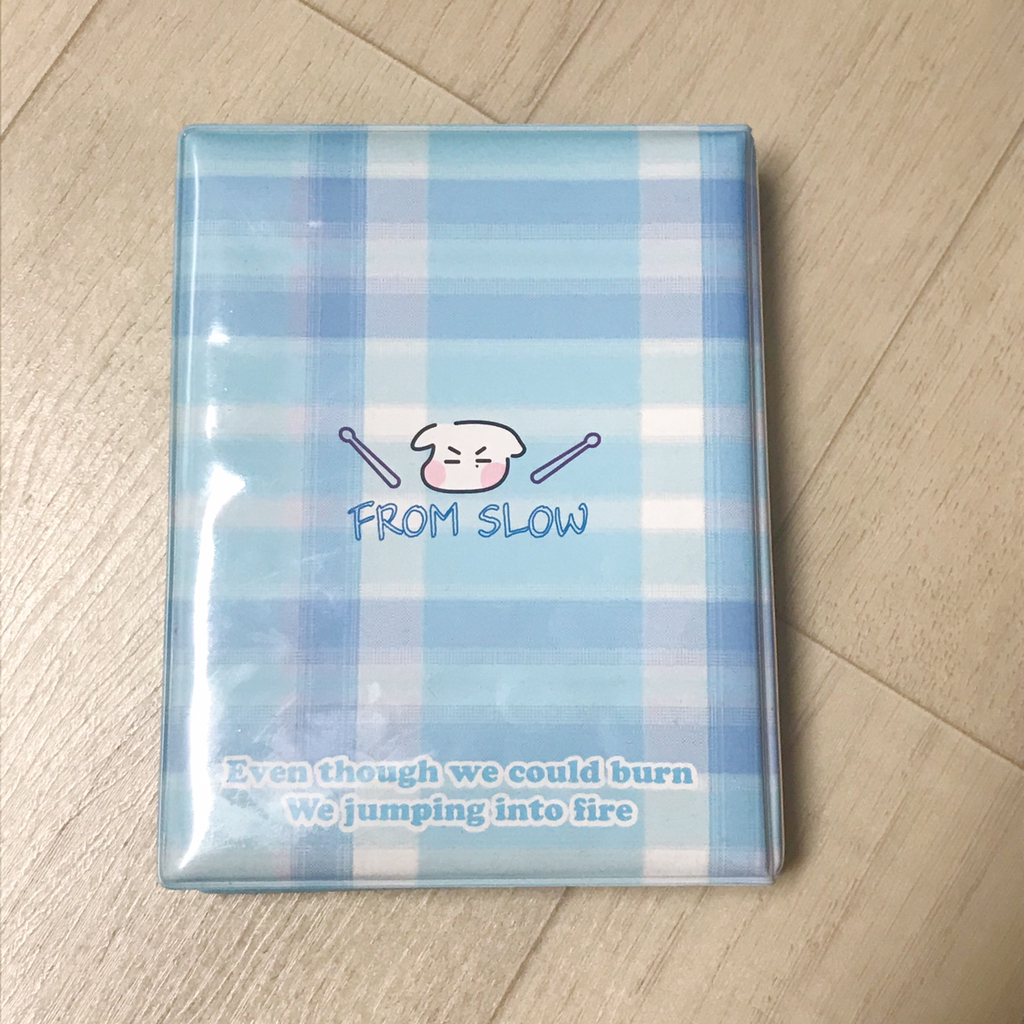 FROM SLOW
Even though we could burn
We jumping into fire